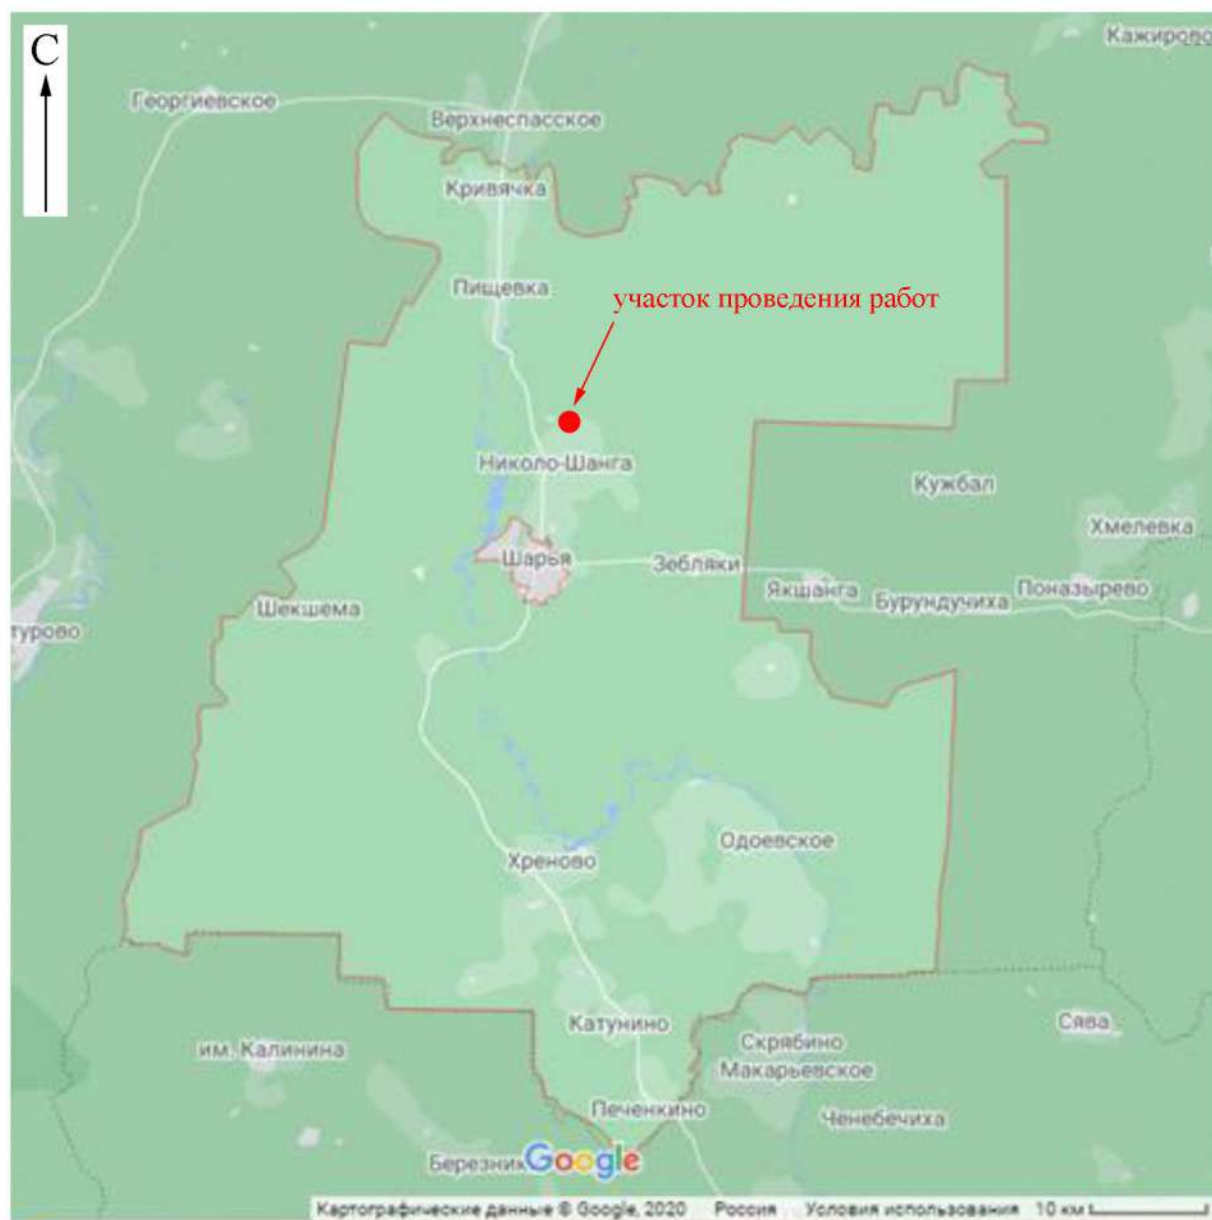 Кажирово
С
Георгиевское
Верхнеспасское
Кривячка
Пищевка
участок проведения работ
Николо-Шанга
Кужбал
Хмелевка
Шарья
Зебляки
Якшанга
Бурундучиха
Поназырево
Шекшема
турово
Одоевское
Хреново
Катунино
Сява
Скрябино
им. Калинина
Макарьевское
Печенкино
Ченебечиха
Березник
Google
Картографические данные © Google, 2020 Россия Условия использования 10 км